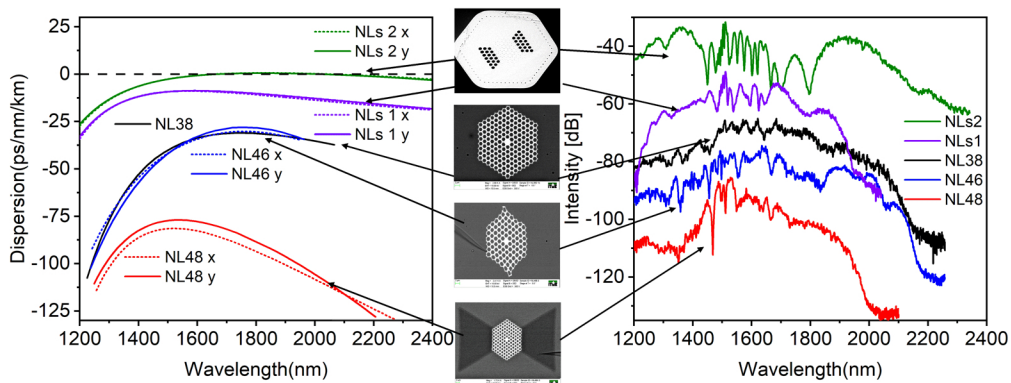 25
0
-25
-50
-75
-100
-125
1200 1400 1600 1800 2000 2200 2400
Dispersion(ps/nm/km)
Wavelength(nm)
NLs 2 x
NLs 2 y
NL38
NLs 1 x
NLs 1 y
NL46 x
NL46 y
NL48 x
NL48 y
-40
-60
-80
-100
-120
1200 1400 1600 1800 2000 2200 2400
Intensity [dB]
Wavelength(nm)
NLs2
NLs1
NL38
NL46
NL48